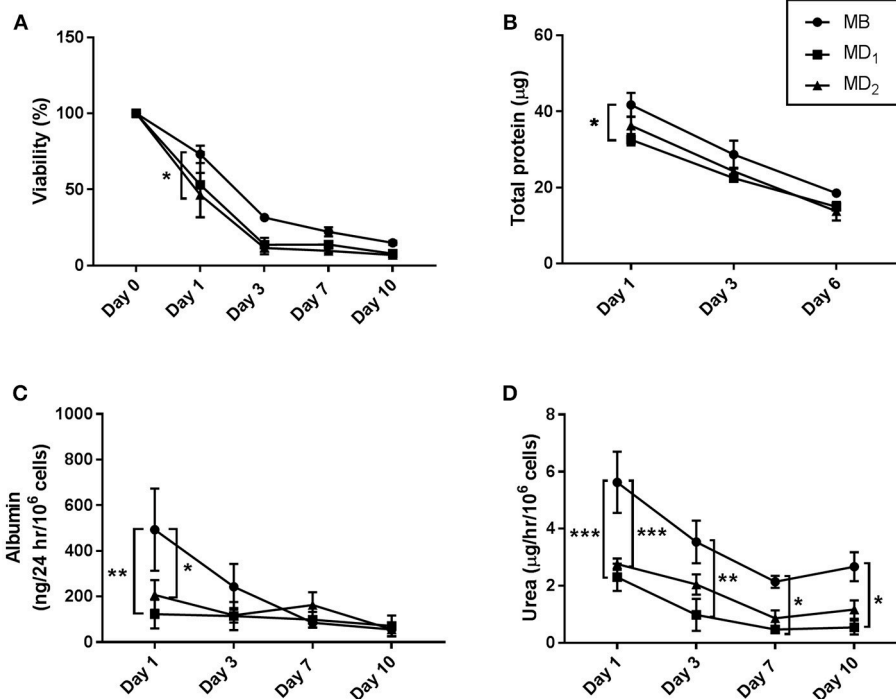 A
Viability (%)
150
100
50
0
*
Day 0
Day 1
Day 3
Day 7
Day 10
B
Total protein (μg)
60
40
20
0
*
Day 1
Day 3
Day 6
MB
MD₁
MD₂
C
Albumin
(ng/24 hr/10⁶ cells)
1000
800
600
400
200
0
**
*
Day 1
Day 3
Day 7
Day 10
D
Urea (μg/hr/10⁶ cells)
8
6
4
2
0
***
***
**
*
*
Day 1
Day 3
Day 7
Day 10